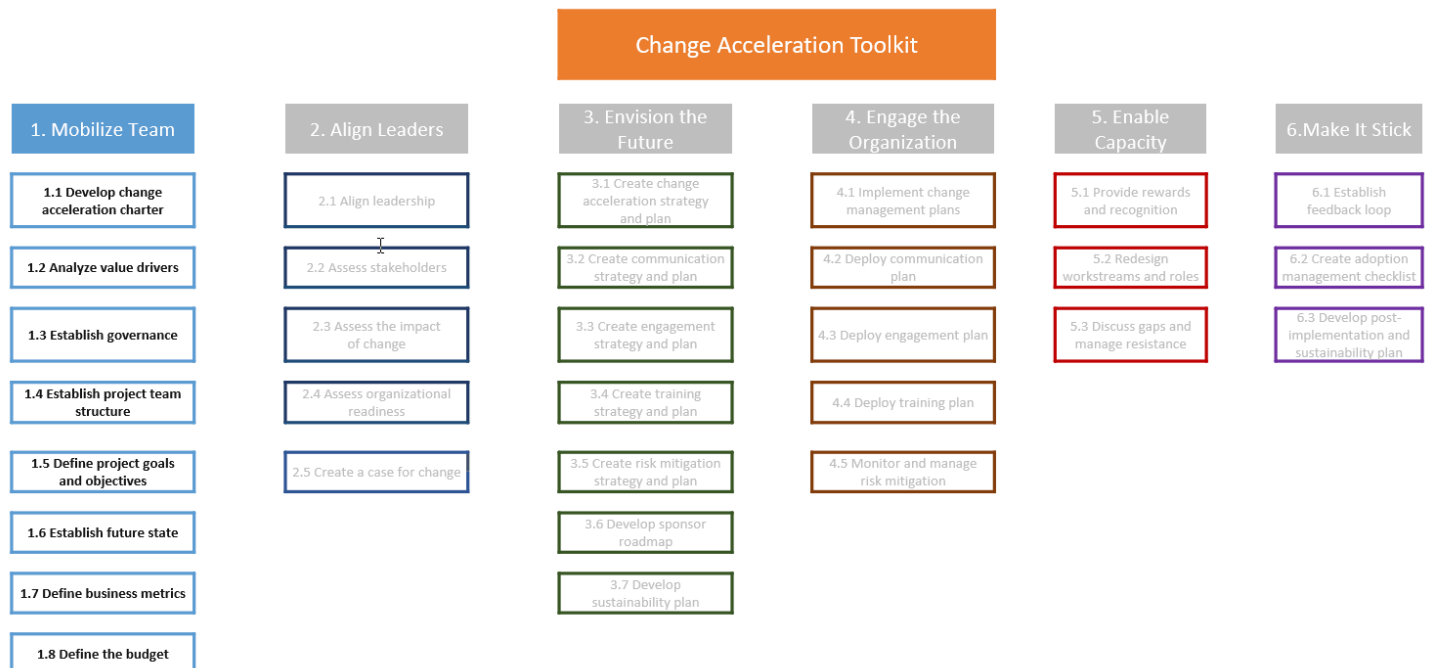 Change Acceleration Toolkit
1. Mobilize Team
1.1 Develop change
acceleration charter
1.2 Analyze value drivers
1.3 Establish governance
1.4 Establish project team
structure
1.5 Define project goals
and objectives
1.6 Establish future state
1.7 Define business metrics
1.8 Define the budget
2. Align Leaders
2.1 Align leadership
2.2 Assess stakeholders
2.3 Assess the impact
of change
2.4 Assess organizational
readiness
2.5 Create a case for change
3. Envision the
Future
3.1 Create change
acceleration strategy
and plan
3.2 Create communication
strategy and plan
3.3 Create engagement
strategy and plan
3.4 Create training
strategy and plan
3.5 Create risk mitigation
strategy and plan
3.6 Develop sponsor
roadmap
3.7 Develop
sustainability plan
4. Engage the
Organization
4.1 Implement change
management plans
4.2 Deploy communication
plan
4.3 Deploy engagement plan
4.4 Deploy training plan
4.5 Monitor and manage
risk mitigation
5. Enable
Capacity
5.1 Provide rewards
and recognition
5.2 Redesign
workstreams and roles
5.3 Discuss gaps and
manage resistance
6.Make It Stick
6.1 Establish
feedback loop
6.2 Create adoption
management checklist
6.3 Develop post-
implementation and
sustainability plan